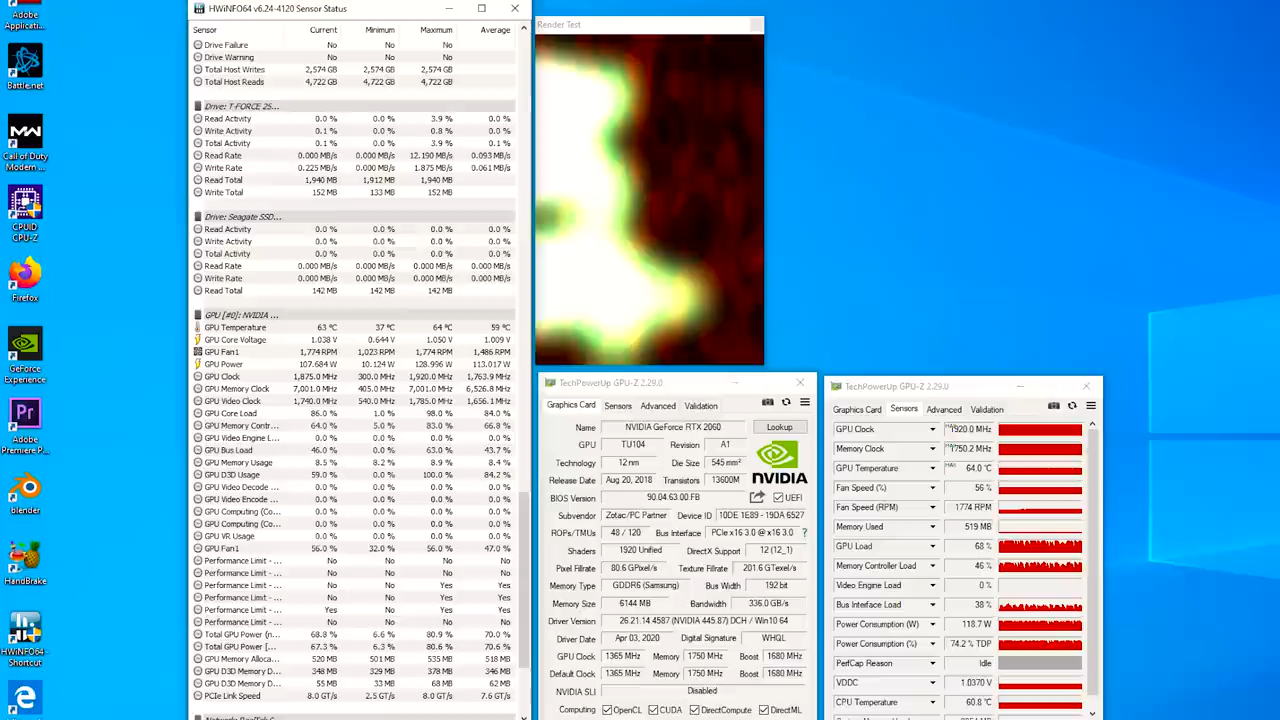 Adobe
Applicati...
Battle.net
Call of Duty
Modern ...
CPUID
CPU-Z
Firefox
GeForce
Experience
Adobe
Premiere P...
blender
HandBrake
HWiNFO64
Shortcut
HWiNFO64 v6.24-4120 Sensor Status
Sensor Current Minimum Maximum Average
Drive Failure No No No
Drive Warning No No No
Total Host Writes 2,574 GB 2,574 GB 2,574 GB
Total Host Reads 4,722 GB 4,722 GB 4,722 GB
Drive: T-FORCE 25...
Read Activity 0.0 % 0.0 % 3.9 % 0.0 %
Write Activity 0.1 % 0.0 % 0.8 % 0.0 %
Total Activity 0.1 % 0.0 % 3.9 % 0.1 %
Read Rate 0.000 MB/s 0.000 MB/s 12.190 MB/s 0.093 MB/s
Write Rate 0.225 MB/s 0.000 MB/s 1.875 MB/s 0.061 MB/s
Read Total 1,940 MB 1,912 MB 1,940 MB
Write Total 152 MB 133 MB 152 MB
Drive: Seagate SSD...
Read Activity 0.0 % 0.0 % 0.0 % 0.0 %
Write Activity 0.0 % 0.0 % 0.0 % 0.0 %
Total Activity 0.0 % 0.0 % 0.0 % 0.0 %
Read Rate 0.000 MB/s 0.000 MB/s 0.000 MB/s 0.000 MB/s
Write Rate 0.000 MB/s 0.000 MB/s 0.000 MB/s 0.000 MB/s
Read Total 142 MB 142 MB 142 MB
GPU [#0]: NVIDIA ...
GPU Temperature 63 °C 37 °C 64 °C 59 °C
GPU Core Voltage 1.038 V 0.644 V 1.050 V 1.009 V
GPU Fan1 1,774 RPM 1,023 RPM 1,774 RPM 1,486 RPM
GPU Power 107.684 W 10.124 W 128.996 W 113.017 W
GPU Clock 1,875.0 MHz 300.0 MHz 1,920.0 MHz 1,763.9 MHz
GPU Memory Clock 7,001.0 MHz 405.0 MHz 7,001.0 MHz 6,526.8 MHz
GPU Video Clock 1,740.0 MHz 540.0 MHz 1,785.0 MHz 1,656.1 MHz
GPU Core Load 86.0 % 1.0 % 98.0 % 84.0 %
GPU Memory Contr... 64.0 % 5.0 % 83.0 % 66.8 %
GPU Video Engine L... 0.0 % 0.0 % 0.0 % 0.0 %
GPU Bus Load 46.0 % 0.0 % 63.0 % 43.7 %
GPU Memory Usage 8.5 % 8.2 % 8.9 % 8.4 %
GPU D3D Usage 59.0 % 0.0 % 100.0 % 84.2 %
GPU Video Decode ... 0.0 % 0.0 % 0.0 % 0.0 %
GPU Video Encode ... 0.0 % 0.0 % 0.0 % 0.0 %
GPU Computing (Co... 0.0 % 0.0 % 0.0 % 0.0 %
GPU Computing (Co... 0.0 % 0.0 % 0.0 % 0.0 %
GPU VR Usage 0.0 % 0.0 % 0.0 % 0.0 %
GPU Fan1 56.0 % 32.0 % 56.0 % 47.0 %
Performance Limit - ... No No No
Performance Limit - ... No No No
Performance Limit - ... No No Yes Yes
Performance Limit - ... No No Yes Yes
Performance Limit - ... Yes No Yes Yes
Total GPU Power (n... 68.8 % 6.6 % 80.9 % 70.0 %
Total GPU Power [... 67.3 % 6.3 % 80.6 % 70.6 %
GPU Memory Alloca... 520 MB 501 MB 535 MB 518 MB
GPU D3D Memory D... 348 MB 329 MB 378 MB 346 MB
GPU D3D Memory D... 55 MB 33 MB 68 MB 62 MB
PCIe Link Speed 8.0 GT/s 2.5 GT/s 8.0 GT/s 7.6 GT/s
Render Test
TechPowerUp GPU-Z 2.29.0
Graphics Card Sensors Advanced Validation
Name NVIDIA GeForce RTX 2060 Lookup
GPU TU104 Revision A1
Technology 12 nm Die Size 545 mm²
NVIDIA
Release Date Aug 20, 2018 Transistors 13600M
BIOS Version 90.04.63.00.FB UEFI
Subvendor Zotac/PC Partner Device ID 10DE 1E89 - 19DA 6527
ROPs/TMUs 48 / 120 Bus Interface PCIe x16 3.0 @ x16 3.0 ?
Shaders 1920 Unified DirectX Support 12 (12_1)
Pixel Fillrate 80.6 GPixel/s Texture Fillrate 201.6 GTexel/s
Memory Type GDDR6 (Samsung) Bus Width 192 bit
Memory Size 6144 MB Bandwidth 336.0 GB/s
Driver Version 26.21.14.4587 (NVIDIA 445.87) DCH / Win10 64
Driver Date Apr 03, 2020 Digital Signature WHQL
GPU Clock 1365 MHz Memory 1750 MHz Boost 1680 MHz
Default Clock 1365 MHz Memory 1750 MHz Boost 1680 MHz
NVIDIA SLI Disabled
Computing OpenCL CUDA DirectCompute DirectML
TechPowerUp GPU-Z 2.29.0
Graphics Card Sensors Advanced Validation
GPU Clock 1920.0 MHz
Memory Clock 1750.2 MHz
GPU Temperature 64.0 °C
Fan Speed (%) 56 %
Fan Speed (RPM) 1774 RPM
Memory Used 519 MB
GPU Load 68 %
Memory Controller Load 46 %
Video Engine Load 0 %
Bus Interface Load 38 %
Power Consumption (W) 118.7 W
Power Consumption (%) 74.2 % TDP
PerfCap Reason Idle
VDDC 1.0370 V
CPU Temperature 60.8 °C